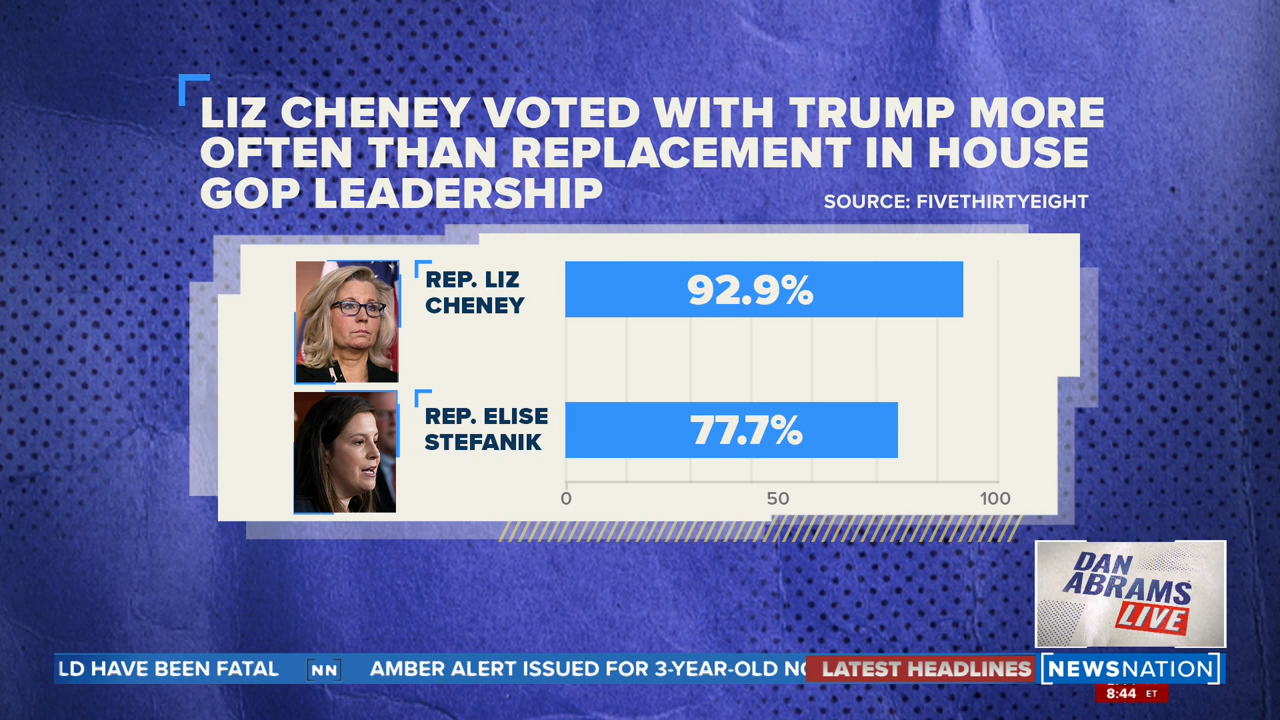 LIZ CHENEY VOTED WITH TRUMP MORE
OFTEN THAN REPLACEMENT IN HOUSE
GOP LEADERSHIP
SOURCE: FIVETHIRTYEIGHT
REP. LIZ
CHENEY
92.9%
REP. ELISE
STEFANIK
77.7%
0 50 100
DAN
ABRAMS
LIVE
LD HAVE BEEN FATAL NN AMBER ALERT ISSUED FOR 3-YEAR-OLD LATEST HEADLINES NEWSNATION
8:44 ET